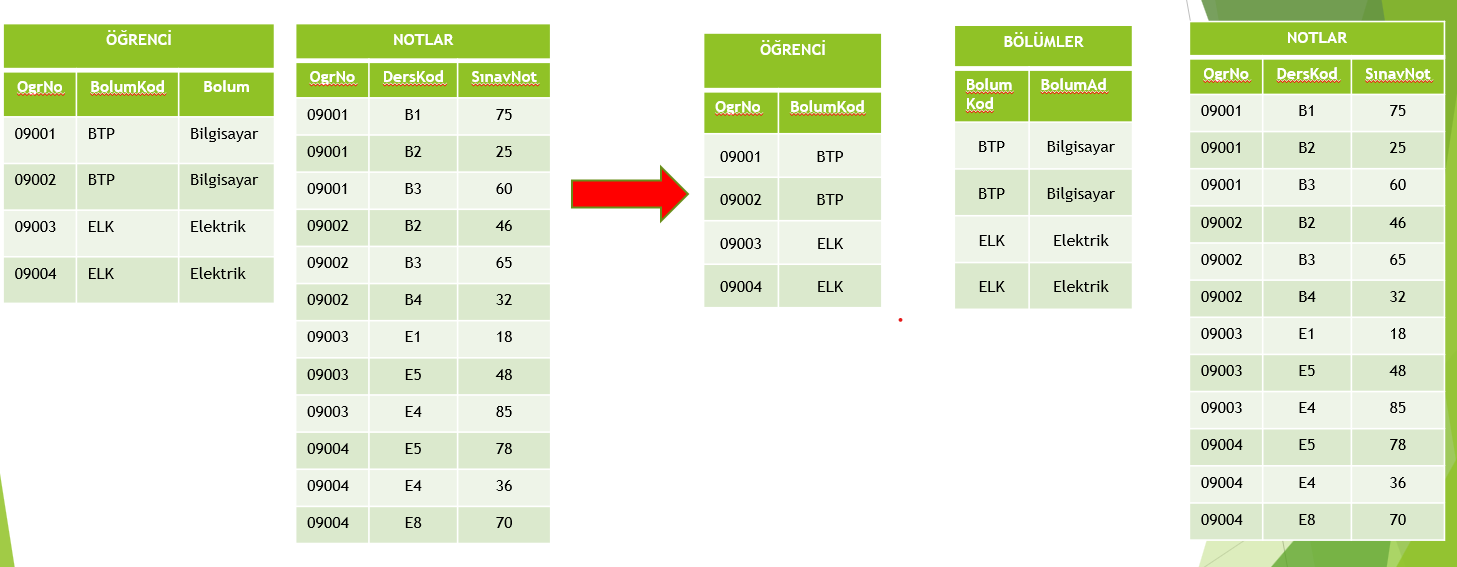 ÖĞRENCİ
OgrNo BolumKod Bolum
09001 BTP Bilgisayar
09002 BTP Bilgisayar
09003 ELK Elektrik
09004 ELK Elektrik
NOTLAR
OgrNo DersKod SınavNot
09001 B1 75
09001 B2 25
09001 B3 60
09002 B2 46
09002 B3 65
09002 B4 32
09003 E1 18
09003 E5 48
09003 E4 85
09004 E5 78
09004 E4 36
09004 E8 70
ÖĞRENCİ
OgrNo BolumKod
09001 BTP
09002 BTP
09003 ELK
09004 ELK
BÖLÜMLER
Bolum BolumAd
Kod
BTP Bilgisayar
BTP Bilgisayar
ELK Elektrik
ELK Elektrik
NOTLAR
OgrNo DersKod SınavNot
09001 B1 75
09001 B2 25
09001 B3 60
09002 B2 46
09002 B3 65
09002 B4 32
09003 E1 18
09003 E5 48
09003 E4 85
09004 E5 78
09004 E4 36
09004 E8 70